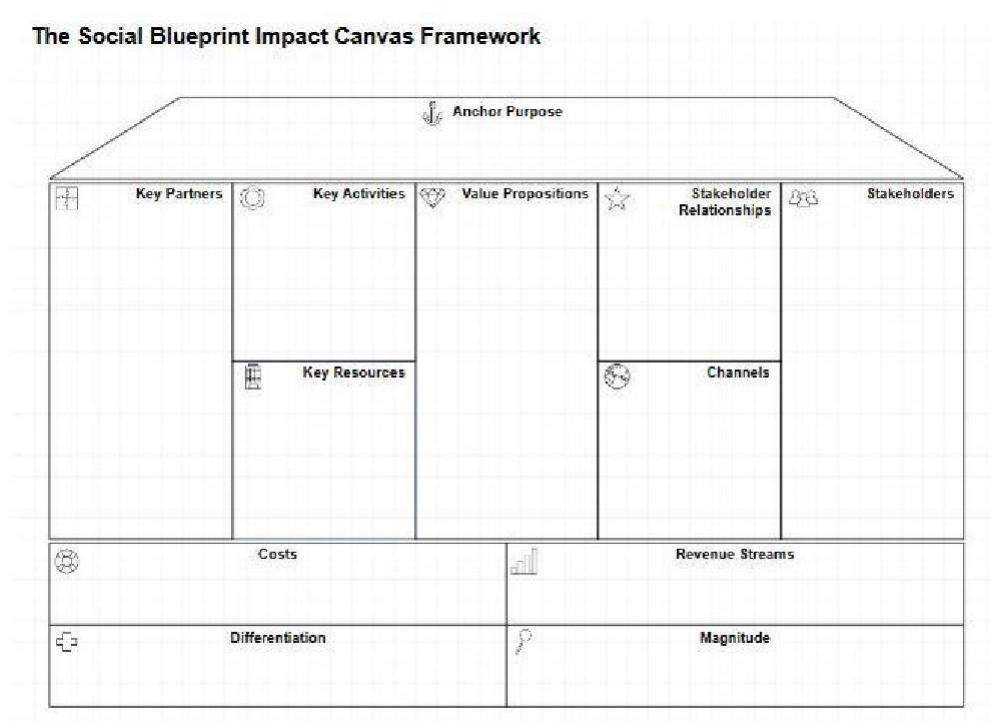 The Social Blueprint Impact Canvas Framework
Anchor Purpose
Key Partners
Key Activities
Value Propositions
Stakeholder
Relationships
Stakeholders
Key Resources
Channels
Costs
Revenue Streams
Differentiation
Magnitude